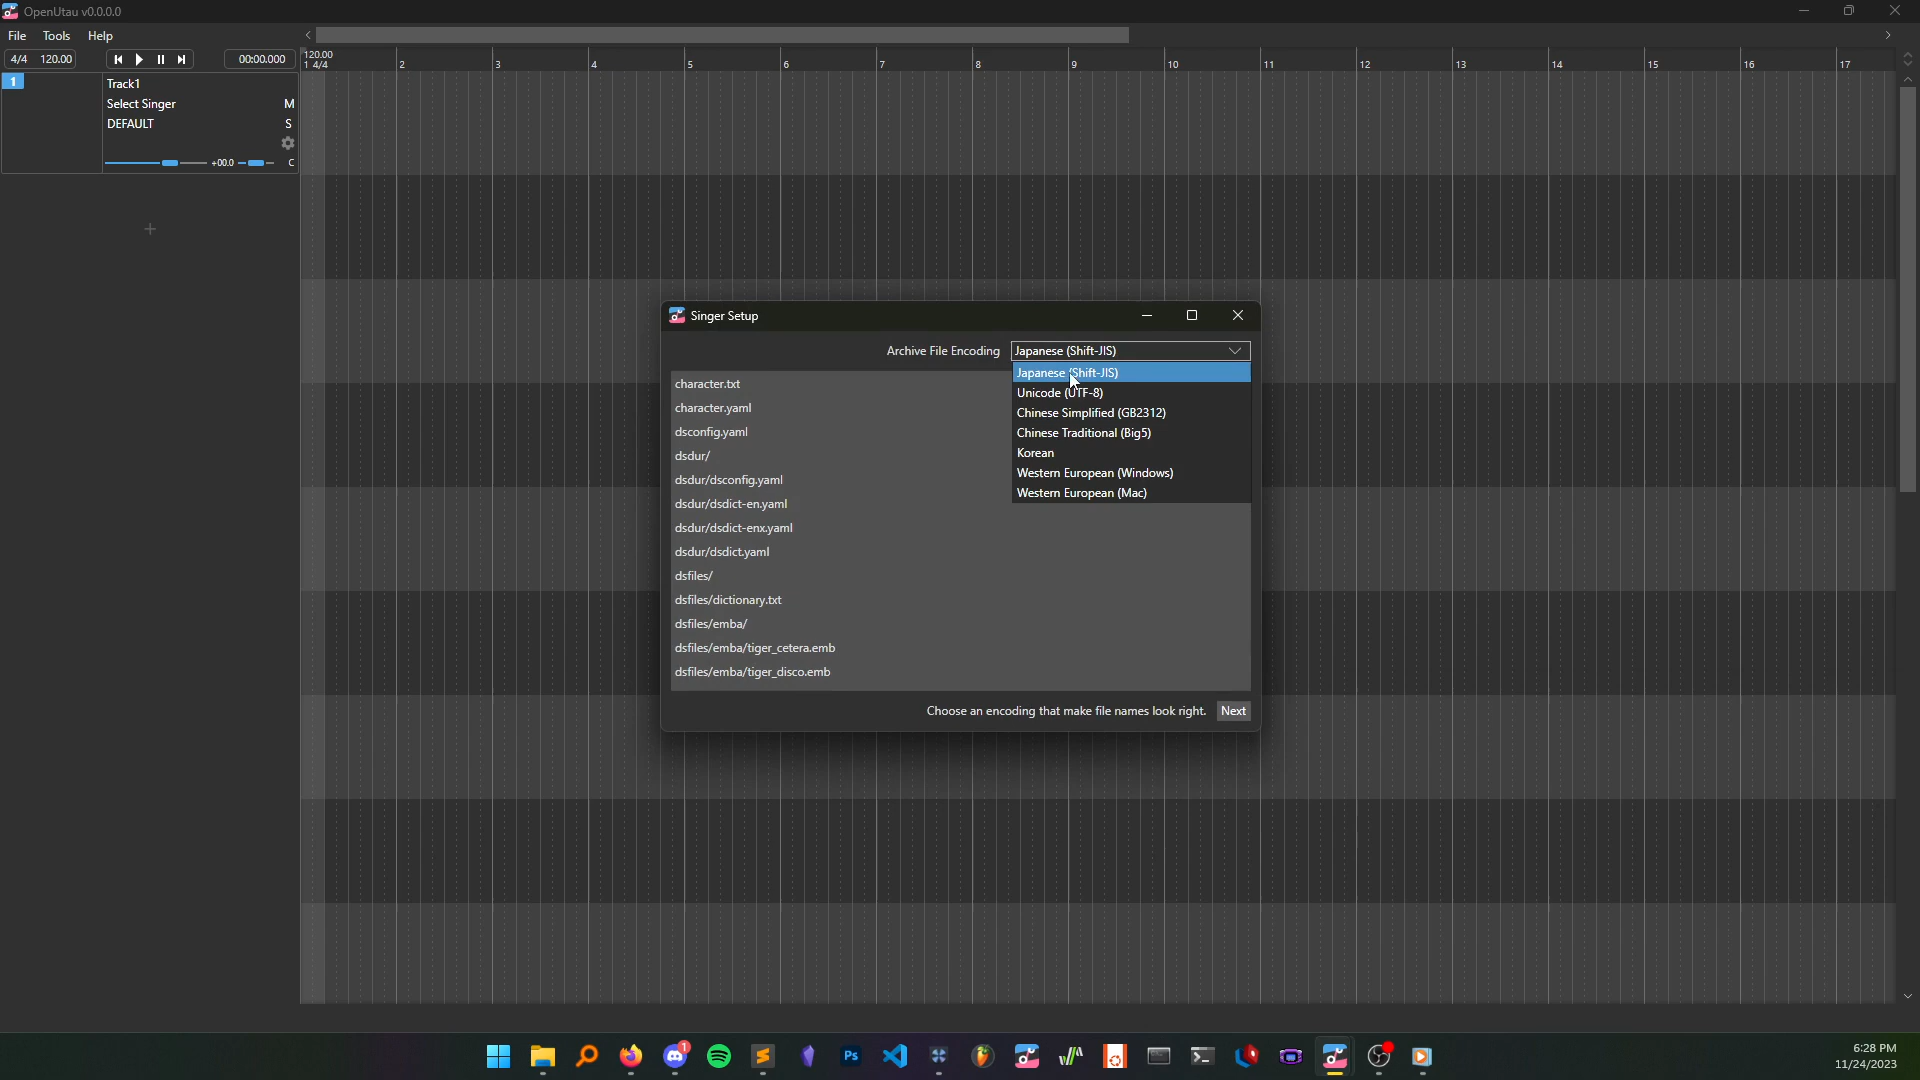 OpenUtau v0.0.0.0
File Tools Help
4/4 120.00 00:00.000
120.00
1 4/4 2 3 4 5 6 7 8 9 10 11 12 13 14 15 16 17
1 Track1
Select Singer M
DEFAULT S
+00.0 C
+
Singer Setup
Archive File Encoding Japanese (Shift-JIS)
Japanese (Shift-JIS)
Unicode (UTF-8)
Chinese Simplified (GB2312)
Chinese Traditional (Big5)
Korean
Western European (Windows)
Western European (Mac)
character.txt
character.yaml
dsconfig.yaml
dsdur/
dsdur/dsconfig.yaml
dsdur/dsdict-en.yaml
dsdur/dsdict-enx.yaml
dsdur/dsdict.yaml
dsfiles/
dsfiles/dictionary.txt
dsfiles/emba/
dsfiles/emba/tiger_cetera.emb
dsfiles/emba/tiger_disco.emb
Choose an encoding that make file names look right. Next
1
Ps
6:28 PM
11/24/2023